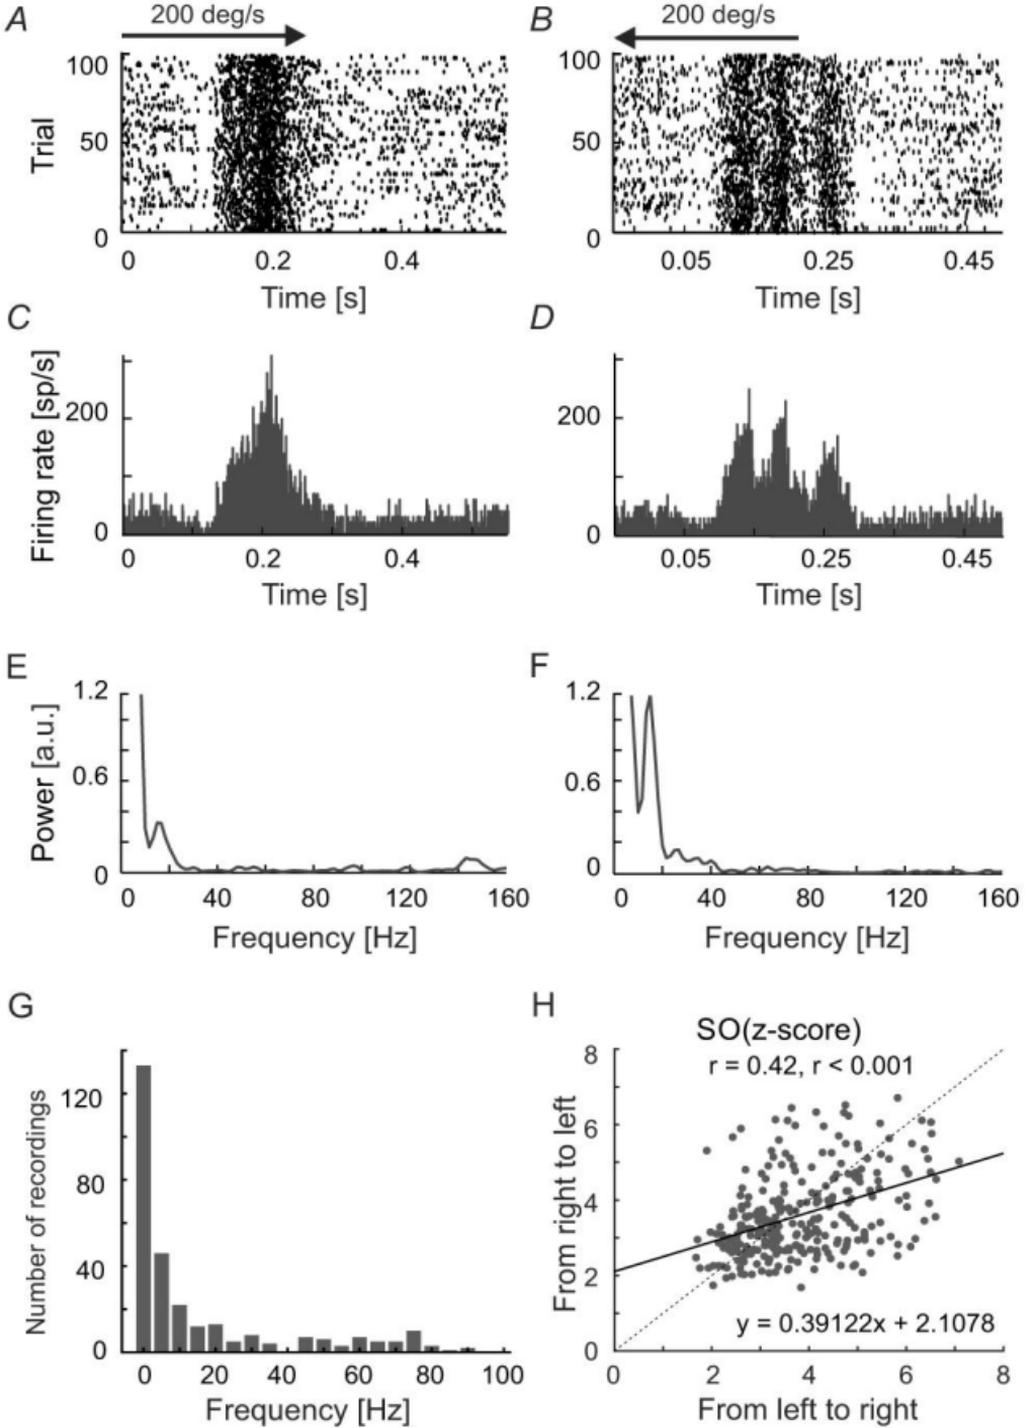 A
200 deg/s
Trial
100
50
0
0 0.2 0.4
Time [s]
B
200 deg/s
100
50
0
0.05 0.25 0.45
Time [s]
C
Firing rate [sp/s]
200
0
0 0.2 0.4
Time [s]
D
200
0
0.05 0.25 0.45
Time [s]
E
Power [a.u.]
1.2
0.6
0
0 40 80 120 160
Frequency [Hz]
F
1.2
0.6
0
0 40 80 120 160
Frequency [Hz]
G
Number of recordings
120
80
40
0
0 20 40 60 80 100
Frequency [Hz]
H
SO(z-score)
r = 0.42, r < 0.001
From right to left
8
6
4
2
0
y = 0.39122x + 2.1078
0 2 4 6 8
From left to right